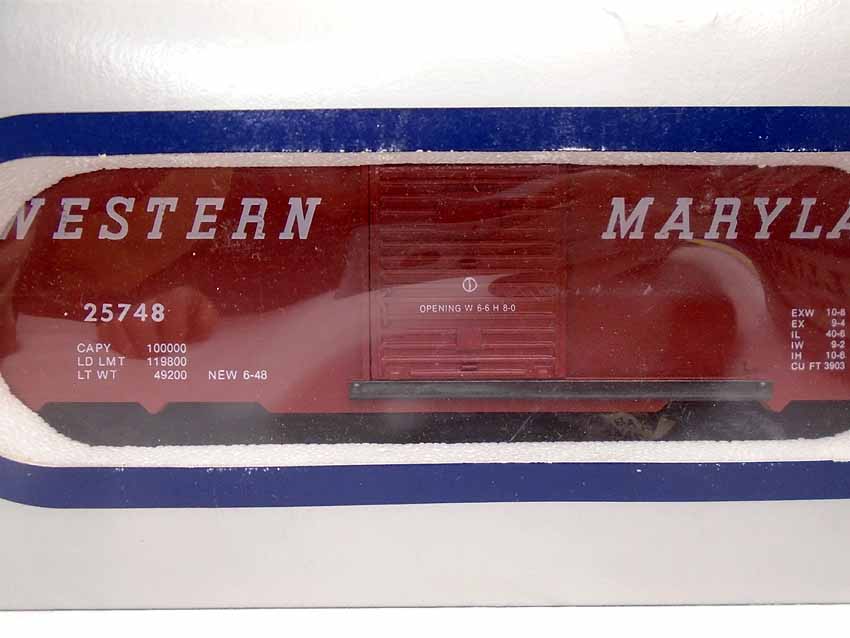 WESTERN MARYLA
25748
CAPY 100000
LD LMT 119800
LT WT 49200 NEW 6-48
OPENING W 6-6 H 8-0
EXW 10-8
EX 9-4
IL 40-6
IW 9-2
IH 10-6
CU FT 3903